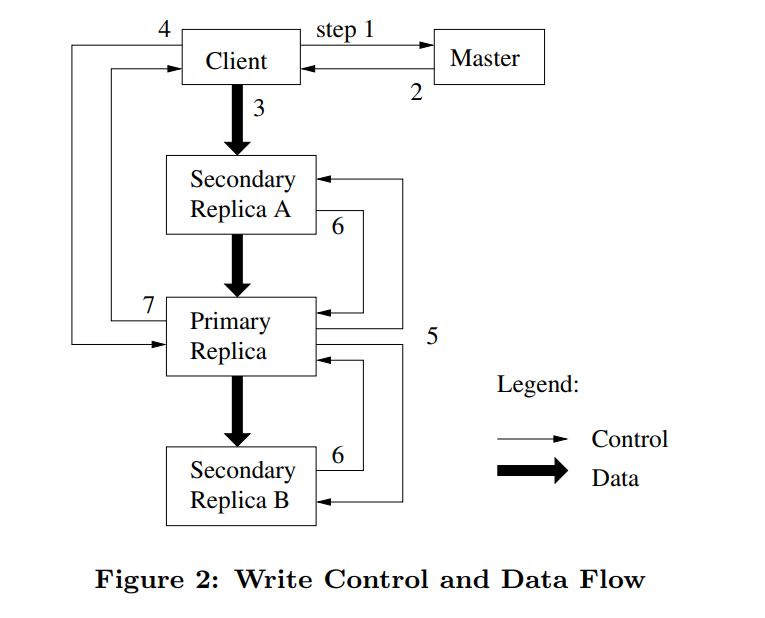 4
step 1
Client
Master
2
3
Secondary
Replica A
6
7
Primary
Replica
5
Legend:
Control
6
Secondary
Replica B
Data
Figure 2: Write Control and Data Flow